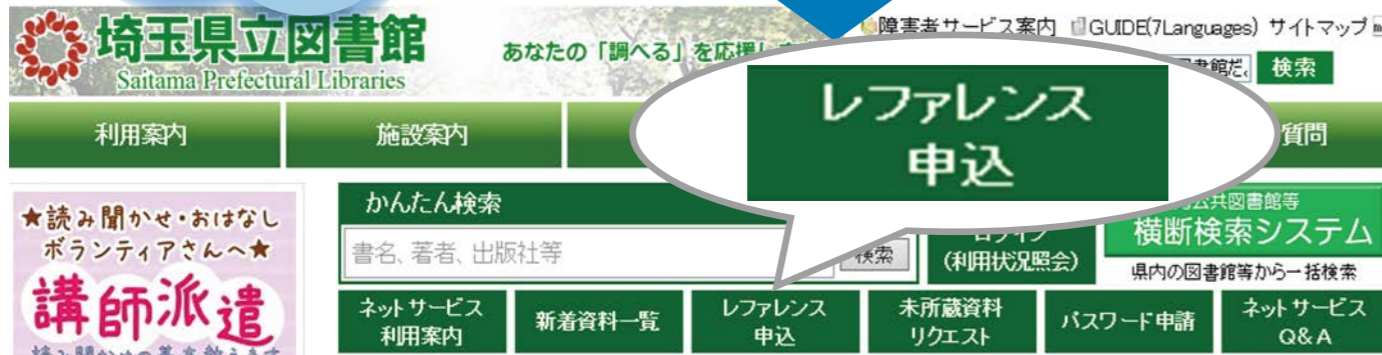 埼玉県立図書館
Saitama Prefectural Libraries
あなたの「調べる」を応援し
障害者サービス案内 GUIDE(7Languages) サイトマップ
検索
利用案内
施設案内
質問
レファレンス
申込
★読み聞かせ・おはなし
ボランティアさんへ★
講師派遣
かんたん検索
書名、著者、出版社等
検索
(利用状況照会)
共図書館等
横断検索システム
県内の図書館等から一括検索
ネットサービス
利用案内
新着資料一覧
レファレンス
申込
未所蔵資料
リクエスト
パスワード申請
ネットサービス
Q&A